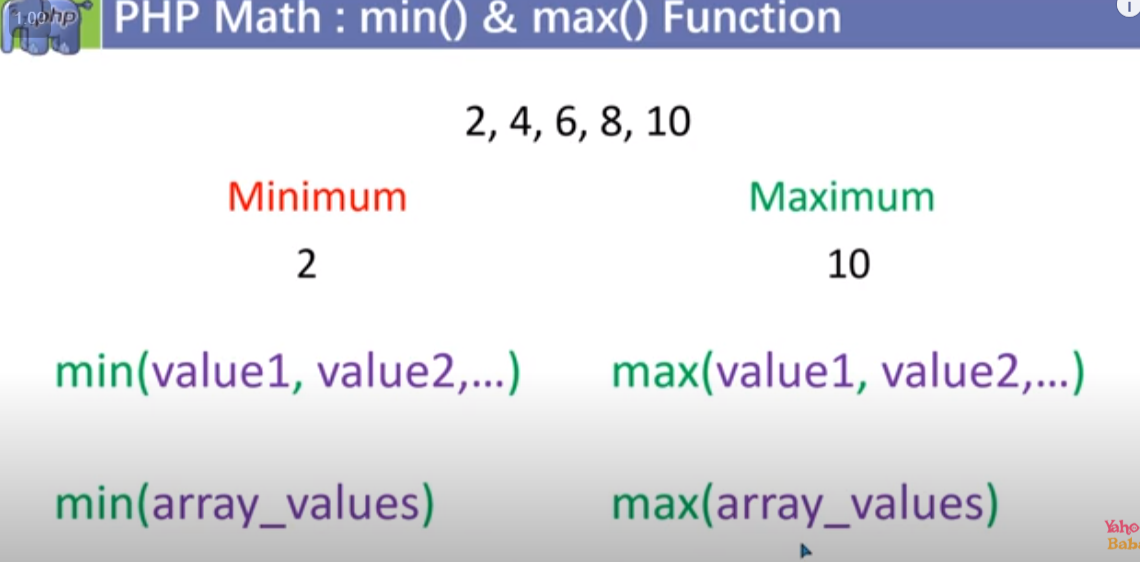 PHP Math : min() & max() Function
2, 4, 6, 8, 10
Minimum Maximum
2 10
min(value1, value2,...) max(value1, value2,...)
min(array_values) max(array_values)